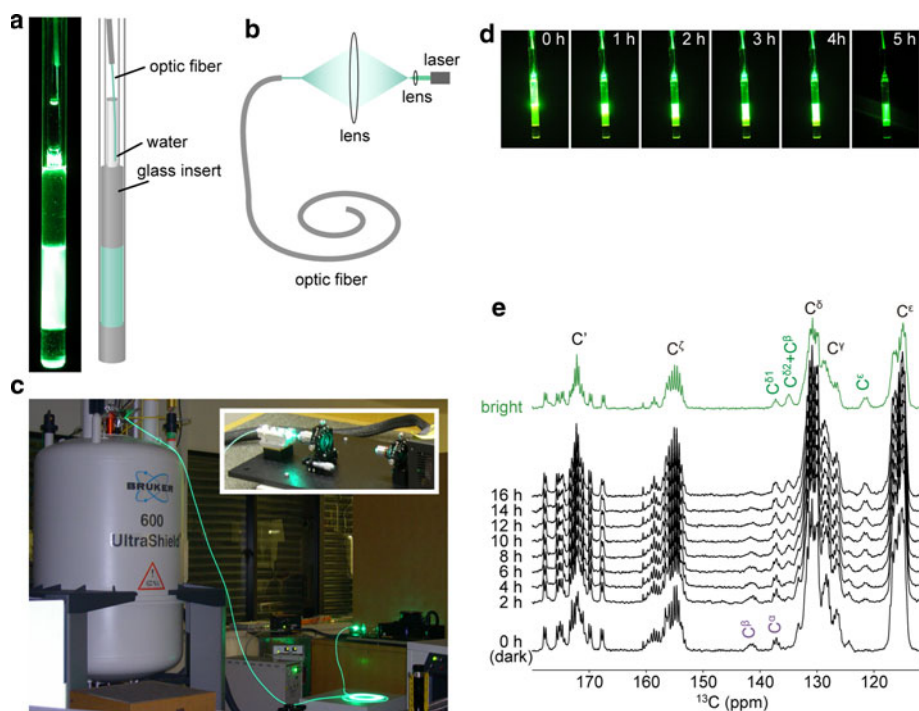 a
optic fiber
water
glass insert
b
laser
lens
lens
optic fiber
c
BRUKER
600
UltraShield
d
0 h
1 h
2 h
3 h
4h
5 h
e
C'
Cζ
Cδ1
Cδ2+Cβ
Cδ
Cγ
Cε
Cε
bright
16 h
14 h
12 h
10 h
8 h
6 h
4 h
2 h
0 h
(dark)
Cβ
Cα
170
160
150
140
130
120
13C (ppm)